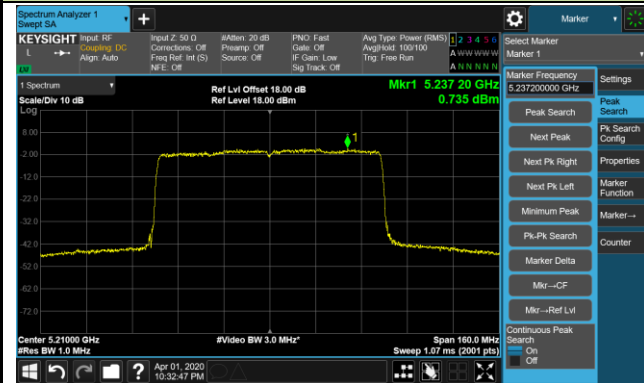 Spectrum Analyzer 1
Swept SA
Marker
KEYSIGHT
Input: RF
Coupling: DC
Align: Auto
Input Z: 50 Ω
Corrections: Off
Freq Ref: Int (S)
NFE: Off
#Atten: 20 dB
Preamp: Off
Source: Off
PNO: Fast
Gate: Off
IF Gain: Low
Sig Track: Off
Avg Type: Power (RMS)
Avg|Hold: 100/100
Trig: Free Run
1 2 3 4 5 6
A W W W W W
A N N N N N
L
Select Marker
Marker 1
1 Spectrum
Scale/Div 10 dB
Log
Ref Lvl Offset 18.00 dB
Ref Level 18.00 dBm
Mkr1 5.237 20 GHz
0.735 dBm
8.00
-2.00
-12.0
-22.0
-32.0
-42.0
-52.0
-62.0
-72.0
1
Center 5.21000 GHz
#Res BW 1.0 MHz
#Video BW 3.0 MHz*
Span 160.0 MHz
Sweep 1.07 ms (2001 pts)
Marker Frequency
5.237200000 GHz
Peak Search
Next Peak
Next Pk Right
Next Pk Left
Minimum Peak
Pk-Pk Search
Marker Delta
Mkr→CF
Mkr→Ref Lvl
Continuous Peak
Search
On
Off
Settings
Peak
Search
Pk Search
Config
Properties
Marker
Function
Marker→
Counter
?
Apr 01, 2020
10:32:47 PM